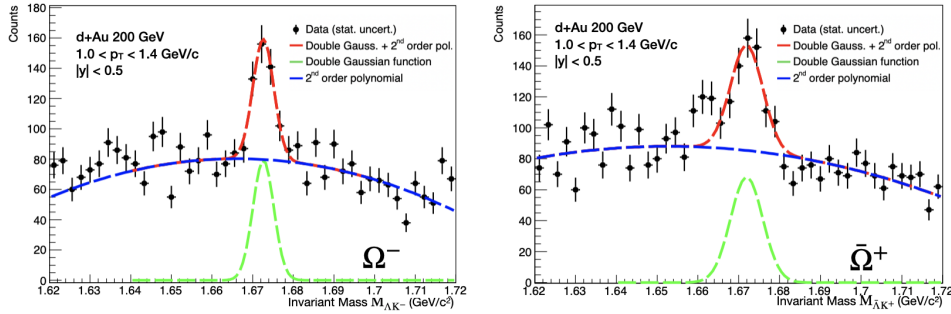 Counts
180
160
140
120
100
80
60
40
20
0
d+Au 200 GeV
1.0 < pT < 1.4 GeV/c
|y| < 0.5
Data (stat. uncert.)
Double Gauss. + 2nd order pol.
Double Gaussian function
2nd order polynomial
Ω−
1.62 1.63 1.64 1.65 1.66 1.67 1.68 1.69 1.7 1.71 1.72
Invariant Mass MΛK− (GeV/c²)
Counts
180
160
140
120
100
80
60
40
20
0
d+Au 200 GeV
1.0 < pT < 1.4 GeV/c
|y| < 0.5
Data (stat. uncert.)
Double Gauss. + 2nd order pol.
Double Gaussian function
2nd order polynomial
Ω̄+
1.62 1.63 1.64 1.65 1.66 1.67 1.68 1.69 1.7 1.71 1.72
Invariant Mass MΛ̄K+ (GeV/c²)